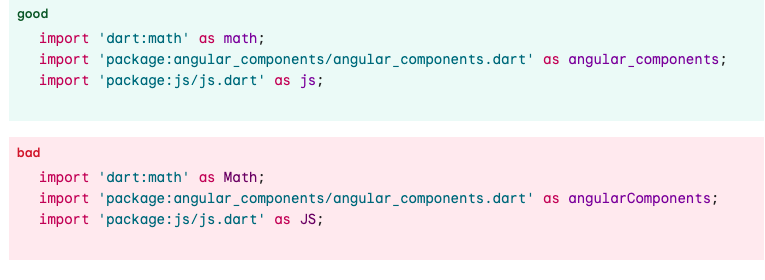 good
import 'dart:math' as math;
import 'package:angular_components/angular_components.dart' as angular_components;
import 'package:js/js.dart' as js;
bad
import 'dart:math' as Math;
import 'package:angular_components/angular_components.dart' as angularComponents;
import 'package:js/js.dart' as JS;